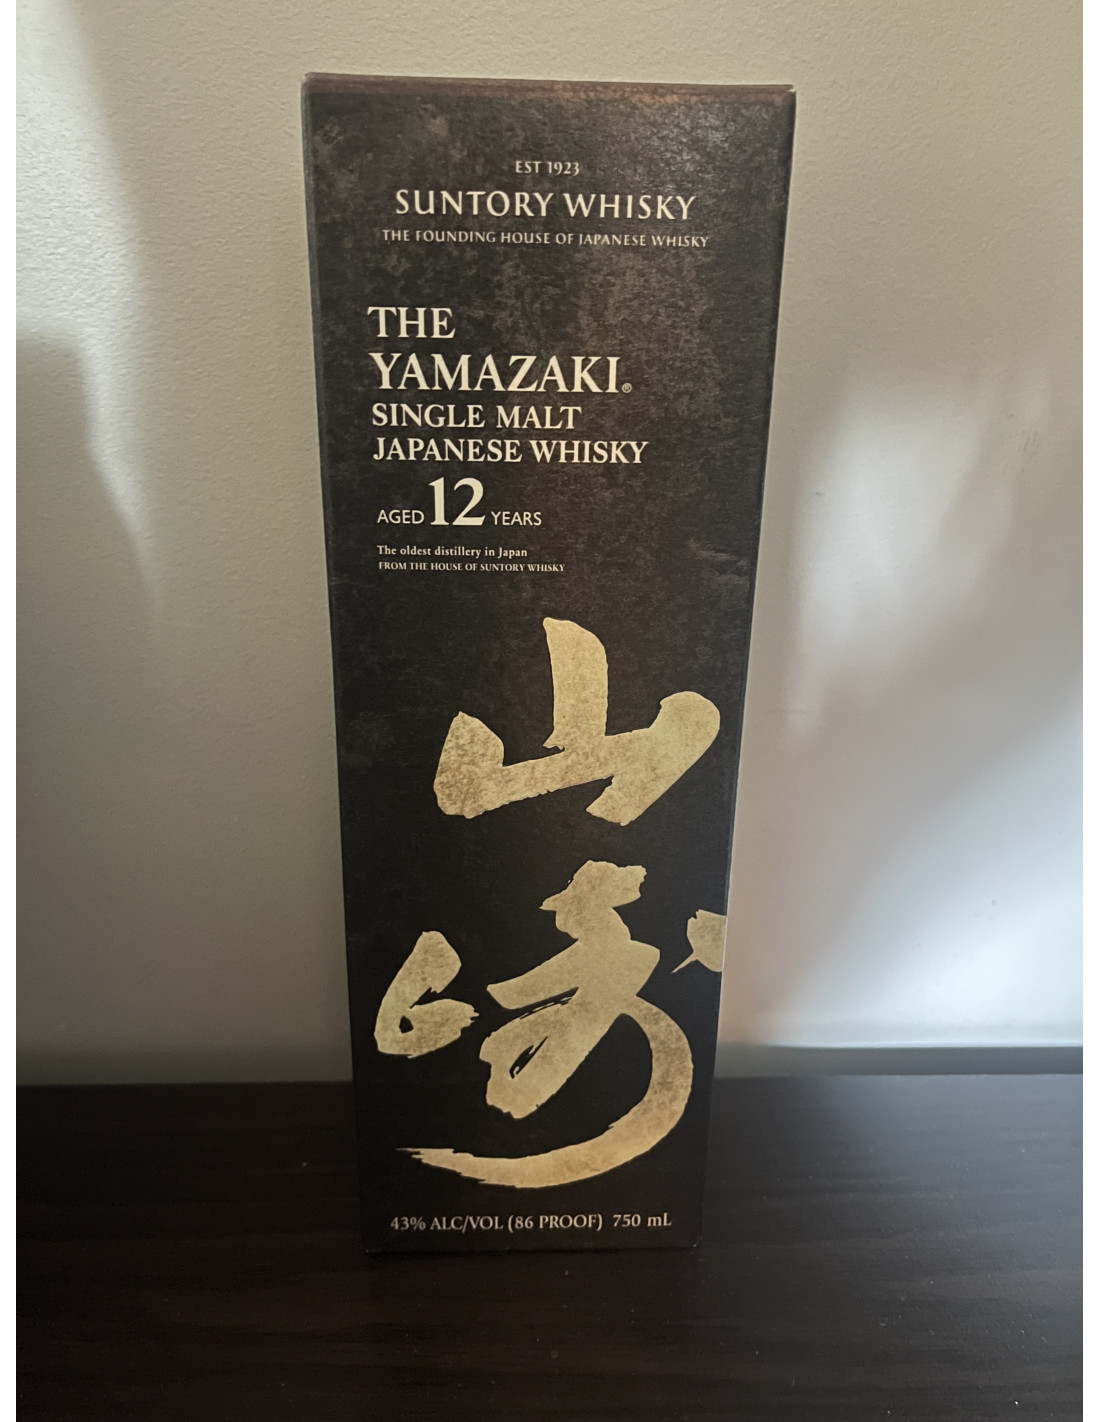 EST 1923
SUNTORY WHISKY
THE FOUNDING HOUSE OF JAPANESE WHISKY
THE
YAMAZAKI®
SINGLE MALT
JAPANESE WHISKY
AGED 12 YEARS
The oldest distillery in Japan
FROM THE HOUSE OF SUNTORY WHISKY
山
崎
43% ALC/VOL (86 PROOF) 750 mL